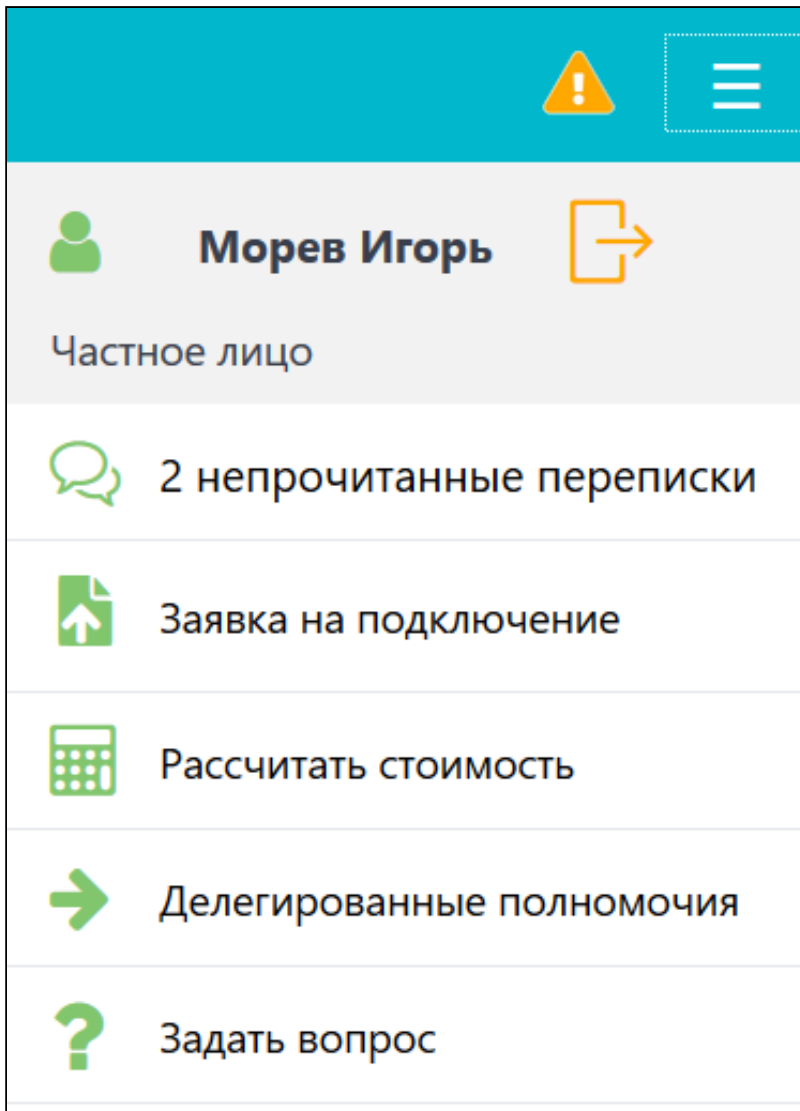 Морев Игорь
Частное лицо
2 непрочитанные переписки
Заявка на подключение
Рассчитать стоимость
Делегированные полномочия
Задать вопрос